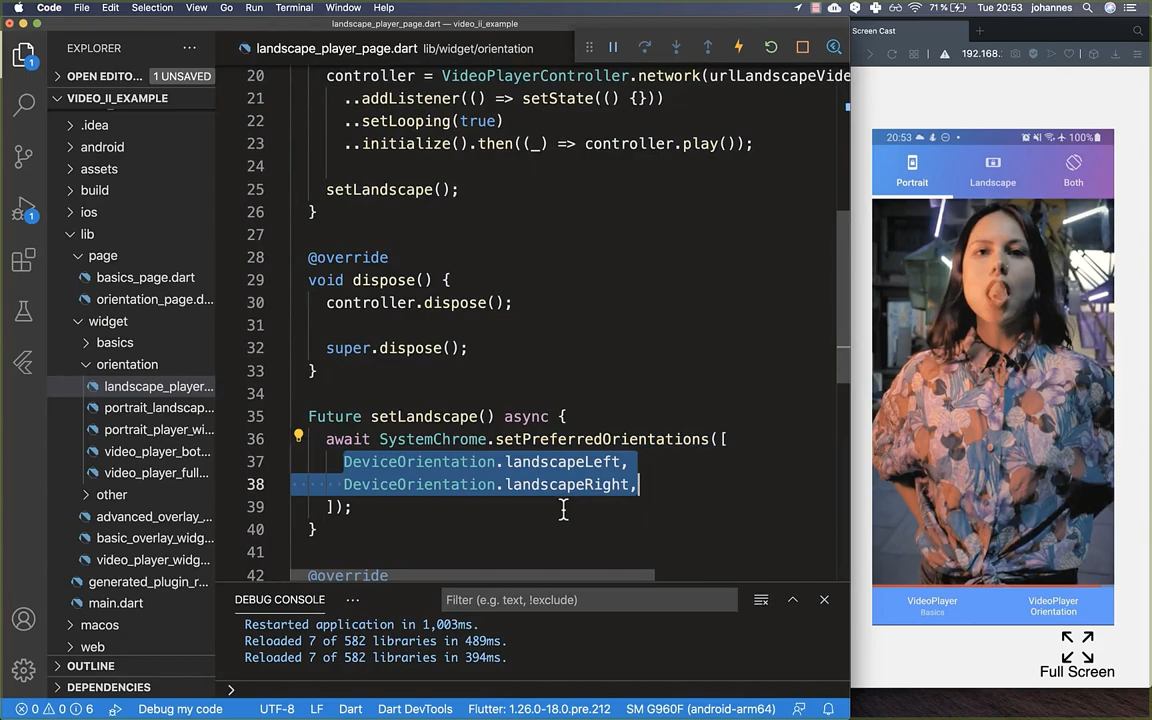 Code File Edit Selection View Go Run Terminal Window Help 71% Tue 20:53 johannes
landscape_player_page.dart — video_ii_example
EXPLORER
OPEN EDITO... 1 UNSAVED
VIDEO_II_EXAMPLE
.idea
android
assets
build
ios
lib
page
basics_page.dart
orientation_page.d...
widget
basics
orientation
landscape_player...
portrait_landscap...
portrait_player_wi...
video_player_bot...
video_player_full...
other
advanced_overlay_...
basic_overlay_widg...
video_player_widg...
generated_plugin_r...
main.dart
macos
web
OUTLINE
DEPENDENCIES
1
1
landscape_player_page.dart lib/widget/orientation
20 controller = VideoPlayerController.network(urlLandscapeVide
21 ..addListener(() => setState(() {}))
22 ..setLooping(true)
23 ..initialize().then((_) => controller.play());
24
25 setLandscape();
26 }
27
28 @override
29 void dispose() {
30 controller.dispose();
31
32 super.dispose();
33 }
34
35 Future setLandscape() async {
36 await SystemChrome.setPreferredOrientations([
37 DeviceOrientation.landscapeLeft,
38 DeviceOrientation.landscapeRight,
39 ]);
40 }
41
42 @override
DEBUG CONSOLE ... Filter (e.g. text, !exclude)
Restarted application in 1,003ms.
Reloaded 7 of 582 libraries in 489ms.
Reloaded 7 of 582 libraries in 394ms.
0 0 6 Debug my code UTF-8 LF Dart Dart DevTools Flutter: 1.26.0-18.0.pre.212 SM G960F (android-arm64)
Screen Cast
192.168.
20:53 100%
Portrait Landscape Both
VideoPlayer
Basics
VideoPlayer
Orientation
Full Screen